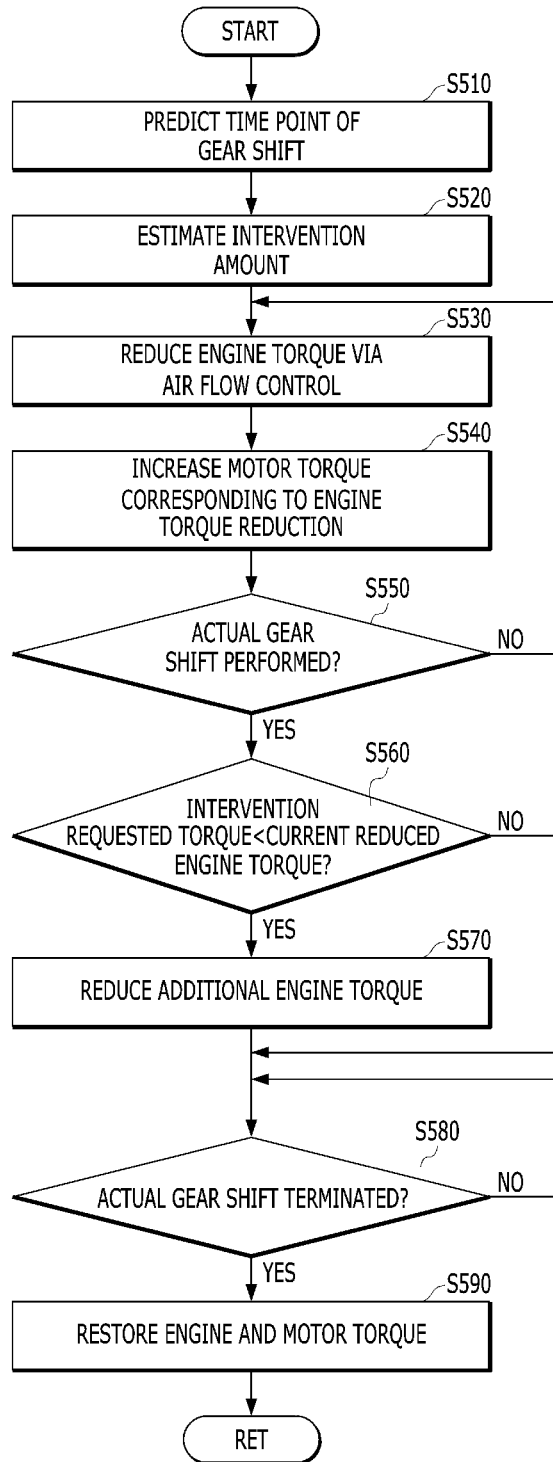 START
S510
PREDICT TIME POINT OF
GEAR SHIFT
S520
ESTIMATE INTERVENTION
AMOUNT
S530
REDUCE ENGINE TORQUE VIA
AIR FLOW CONTROL
S540
INCREASE MOTOR TORQUE
CORRESPONDING TO ENGINE
TORQUE REDUCTION
S550
ACTUAL GEAR
SHIFT PERFORMED?
NO
YES
S560
INTERVENTION
REQUESTED TORQUE<CURRENT REDUCED
ENGINE TORQUE?
NO
YES
S570
REDUCE ADDITIONAL ENGINE TORQUE
S580
ACTUAL GEAR SHIFT TERMINATED?
NO
YES
S590
RESTORE ENGINE AND MOTOR TORQUE
RET